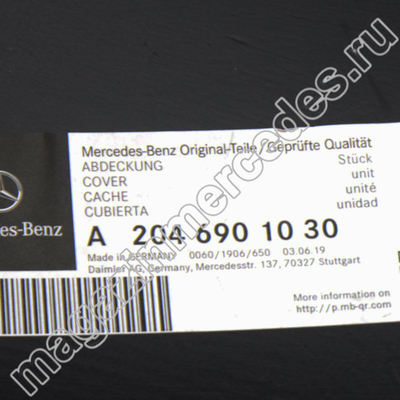 Mercedes-Benz Original-Teile/Geprüfte Qualität
ABDECKUNG Stück
COVER unit
CACHE unité
CUBIERTA unidad
des-Benz
A 204 690 10 30
Made in GERMANY 0060/1906/650 03.06.19
Daimler AG, Germany, Mercedesstr. 137, 70327 Stuttgart
More information on
http://p.mb-qr.com
magazinmercedes.ru